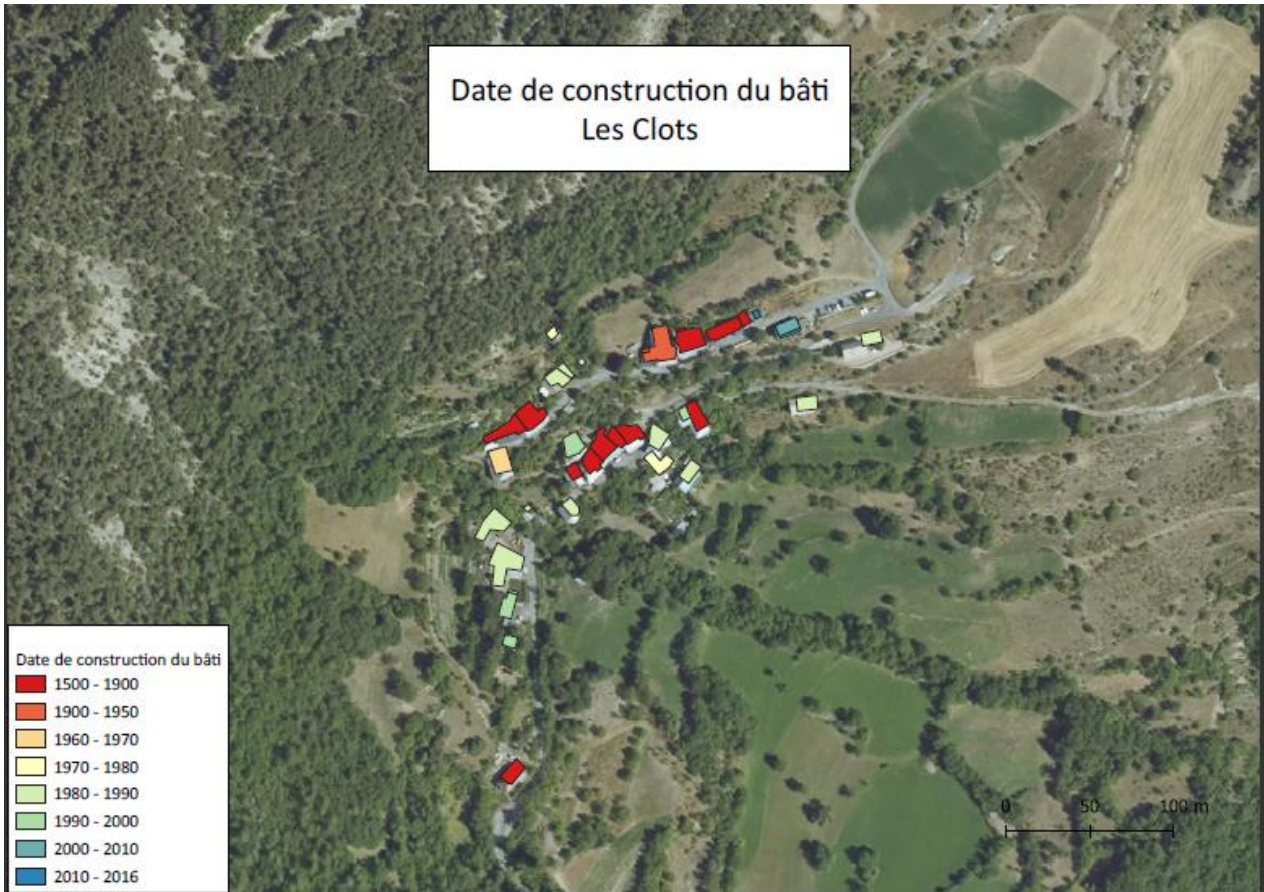 Date de construction du bâti
Les Clots
Date de construction du bâti
1500 - 1900
1900 - 1950
1960 - 1970
1970 - 1980
1980 - 1990
1990 - 2000
2000 - 2010
2010 - 2016
0 50 100 m